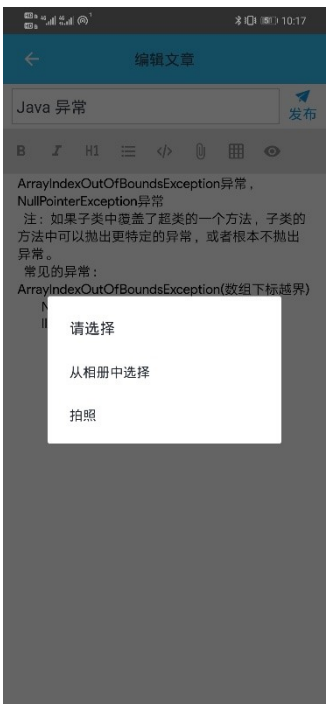 10:17
编辑文章
Java 异常
发布
B I H1 </>
ArrayIndexOutOfBoundsException异常，
NullPointerException异常
注：如果子类中覆盖了超类的一个方法，子类的
方法中可以抛出更特定的异常，或者根本不抛出
异常。
常见的异常：
ArrayIndexOutOfBoundsException(数组下标越界)
请选择
从相册中选择
拍照